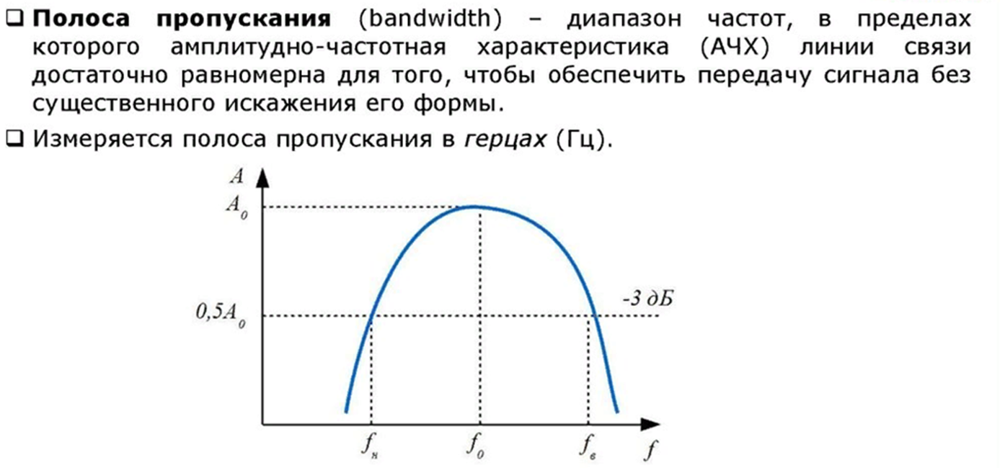 ❑ Полоса пропускания (bandwidth) – диапазон частот, в пределах
которого амплитудно-частотная характеристика (АЧХ) линии связи
достаточно равномерна для того, чтобы обеспечить передачу сигнала без
существенного искажения его формы.
❑ Измеряется полоса пропускания в герцах (Гц).
A
A₀
-3 дБ
0,5A₀
fн f₀ fв f